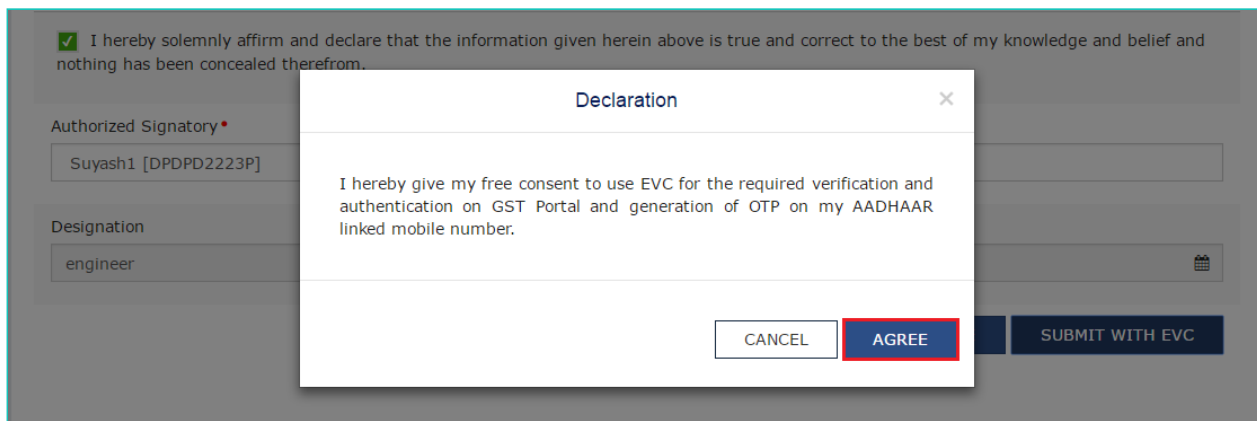 I hereby solemnly affirm and declare that the information given herein above is true and correct to the best of my knowledge and belief and
nothing has been concealed therefrom.
Declaration
×
Authorized Signatory •
Suyash1 [DPDPD2223P]
I hereby give my free consent to use EVC for the required verification and
authentication on GST Portal and generation of OTP on my AADHAAR
linked mobile number.
Designation
engineer
CANCEL
AGREE
SUBMIT WITH EVC